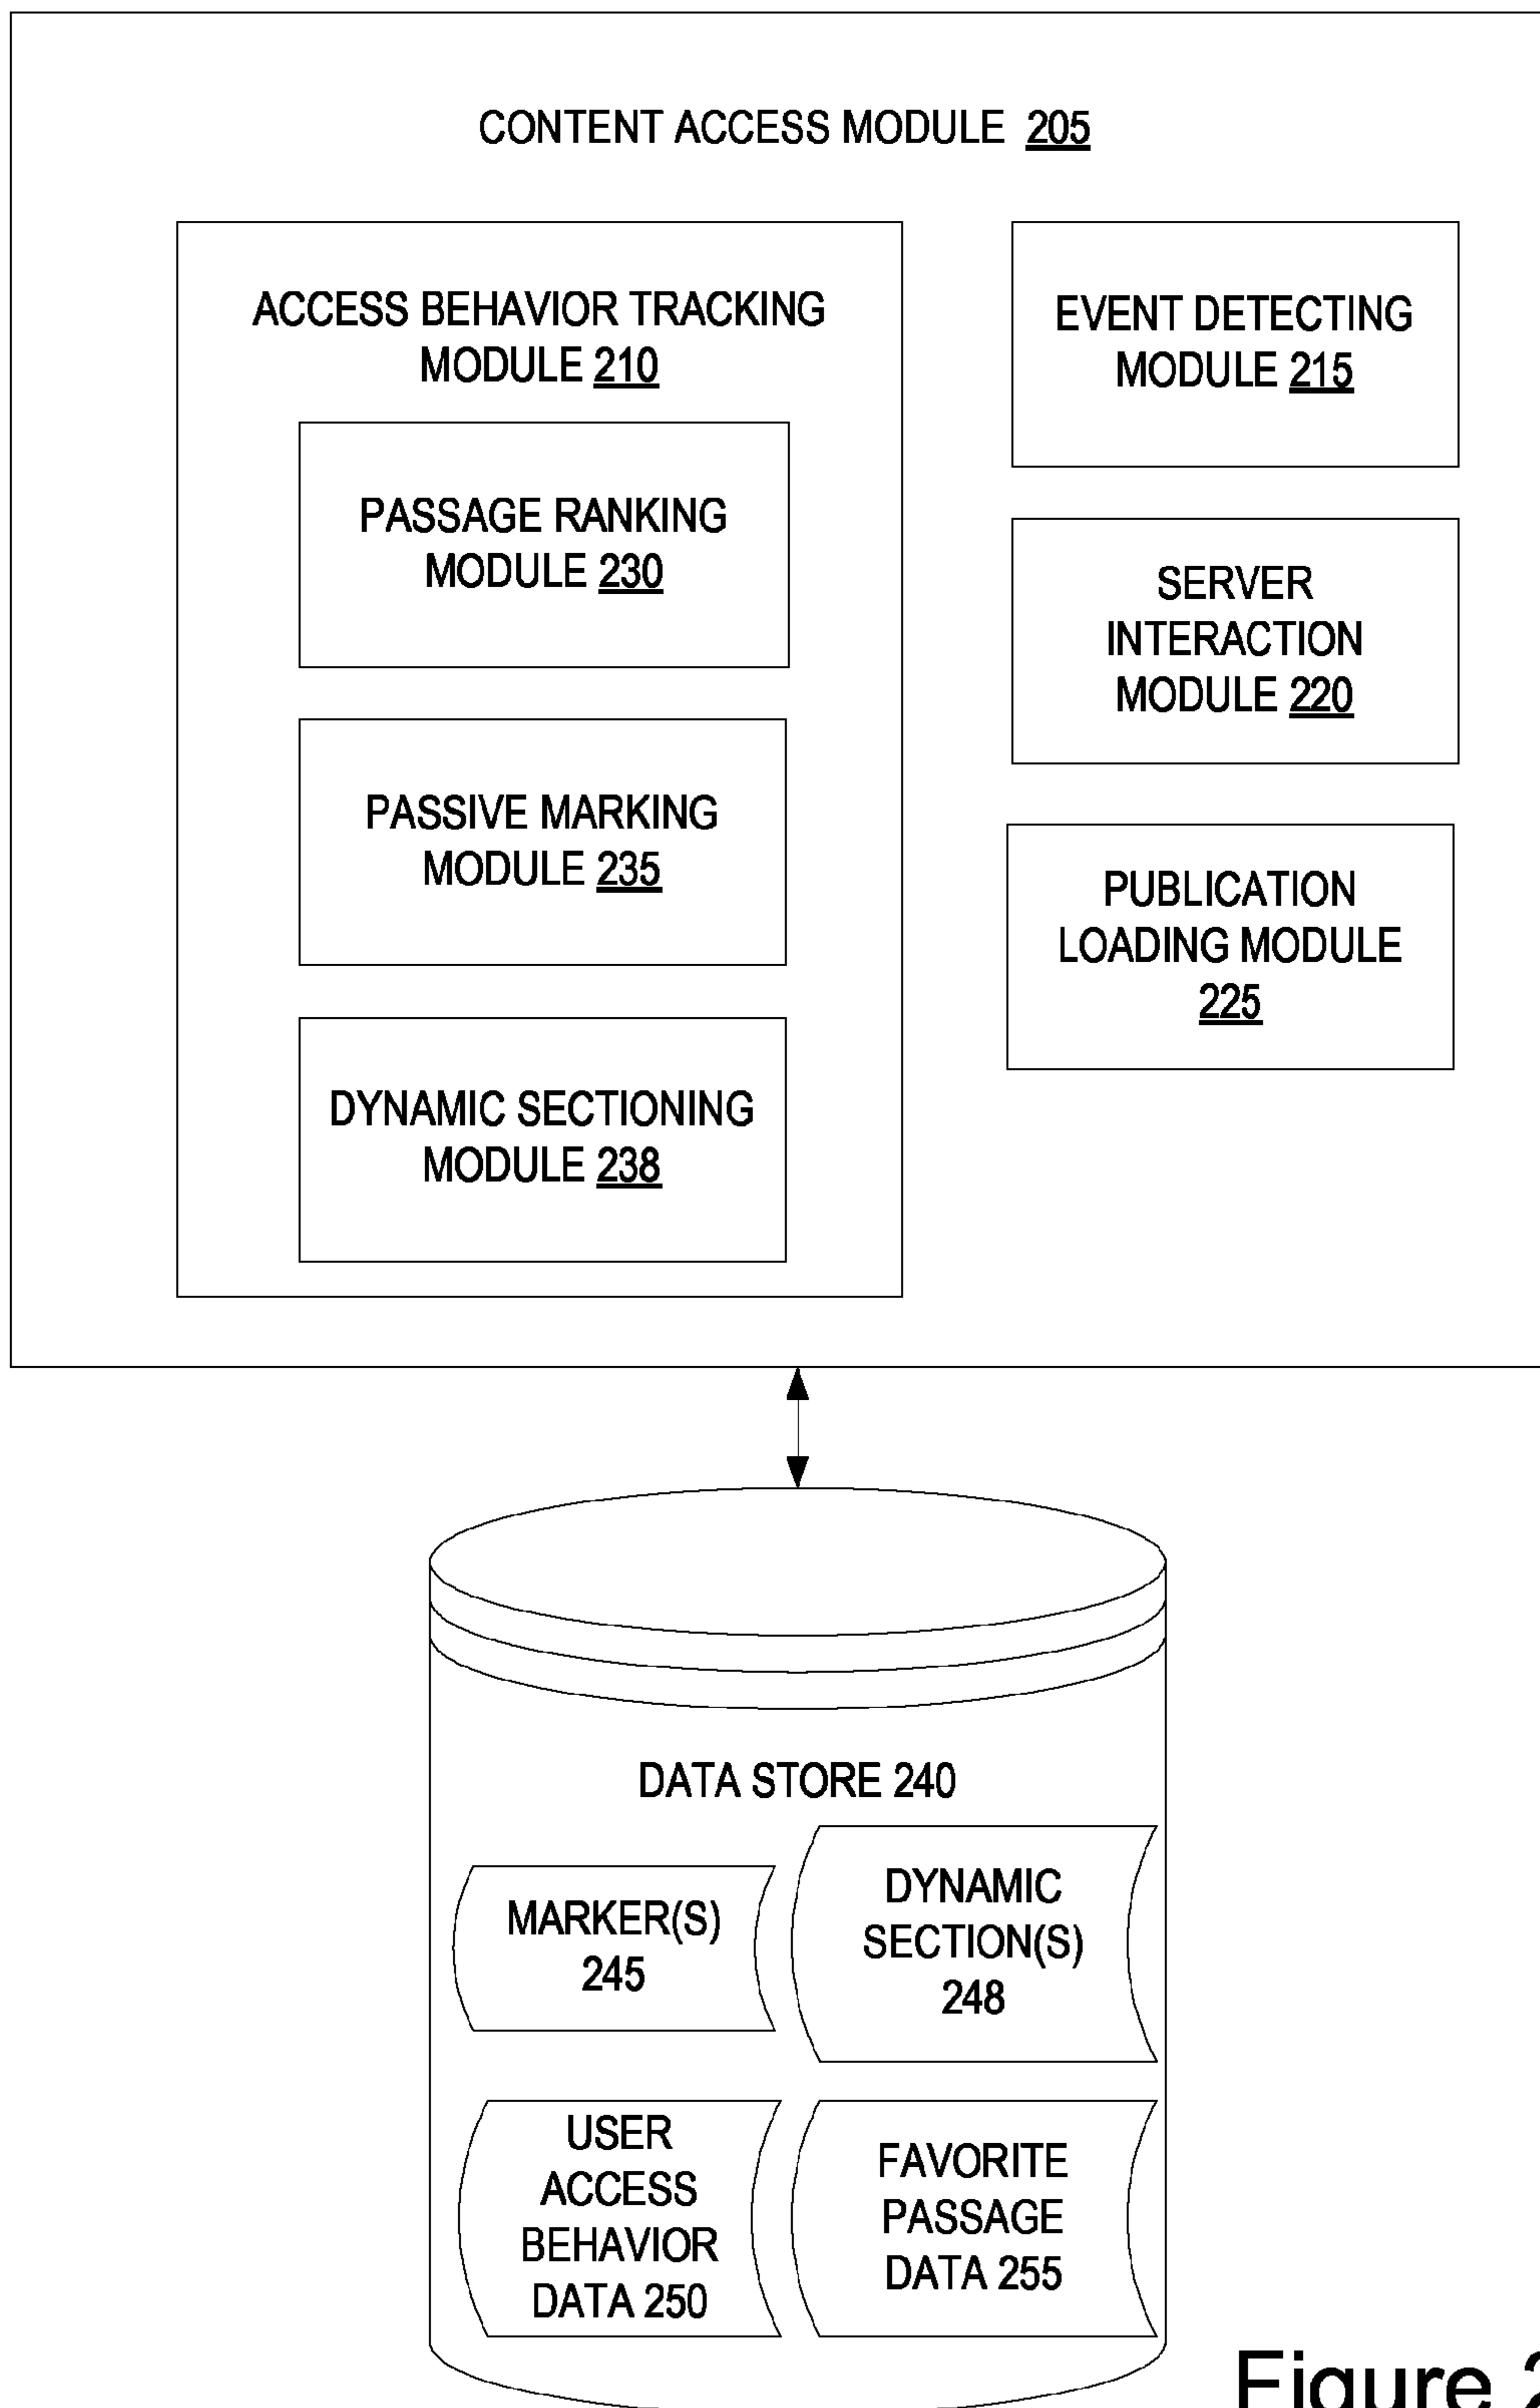 CONTENT ACCESS MODULE 205
ACCESS BEHAVIOR TRACKING
MODULE 210
PASSAGE RANKING
MODULE 230
PASSIVE MARKING
MODULE 235
DYNAMIC SECTIONING
MODULE 238
EVENT DETECTING
MODULE 215
SERVER
INTERACTION
MODULE 220
PUBLICATION
LOADING MODULE
225
DATA STORE 240
MARKER(S)
245
DYNAMIC
SECTION(S)
248
USER
ACCESS
BEHAVIOR
DATA 250
FAVORITE
PASSAGE
DATA 255
Figure 2